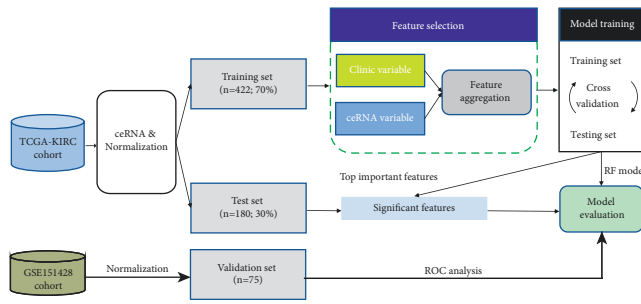 Feature selection
Model training
Training set
(n=422; 70%)
Clinic variable
ceRNA variable
Feature
aggregation
Training set
Cross
validation
Testing set
TCGA-KIRC
cohort
ceRNA &
Normalization
Top important features
RF model
Test set
(n=180; 30%)
Significant features
Model
evaluation
GSE151428
cohort
Normalization
Validation set
(n=75)
ROC analysis